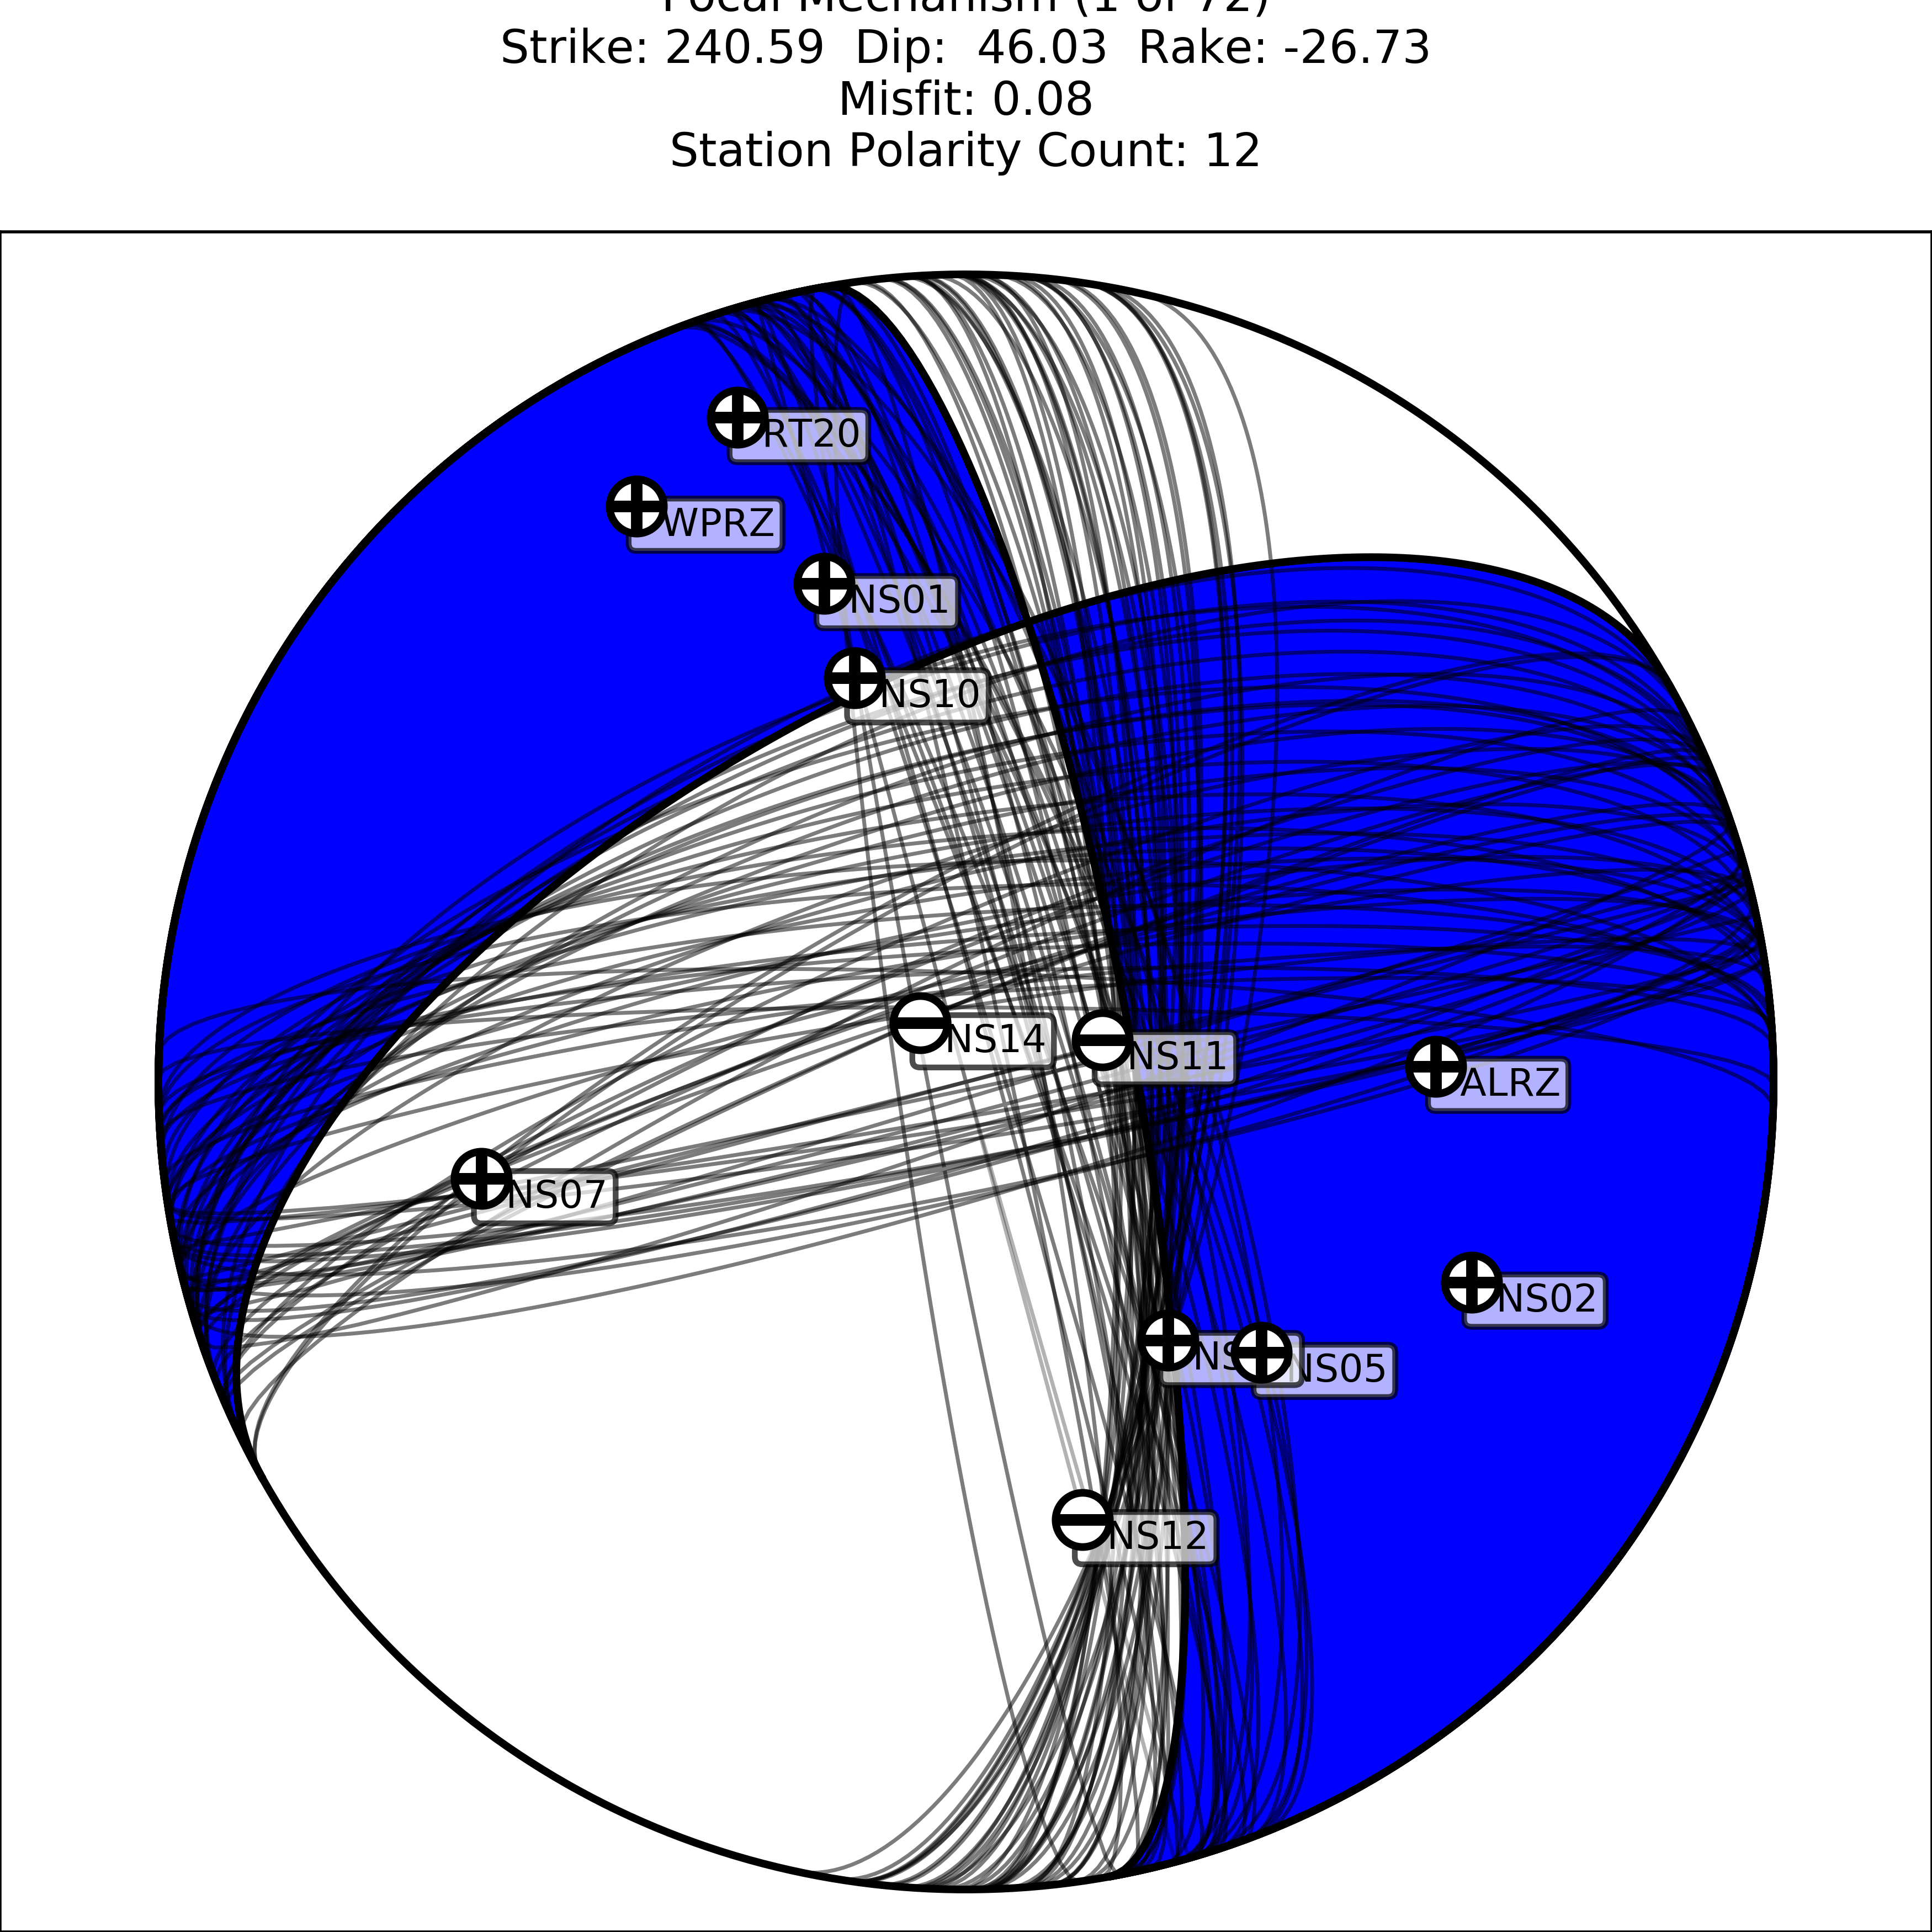 Focal Mechanism (1 of 72)
Strike: 240.59 Dip: 46.03 Rake: -26.73
Misfit: 0.08
Station Polarity Count: 12
RT20
WPRZ
NS01
NS10
NS14
NS11
ALRZ
NS07
NS02
NS05
NS12